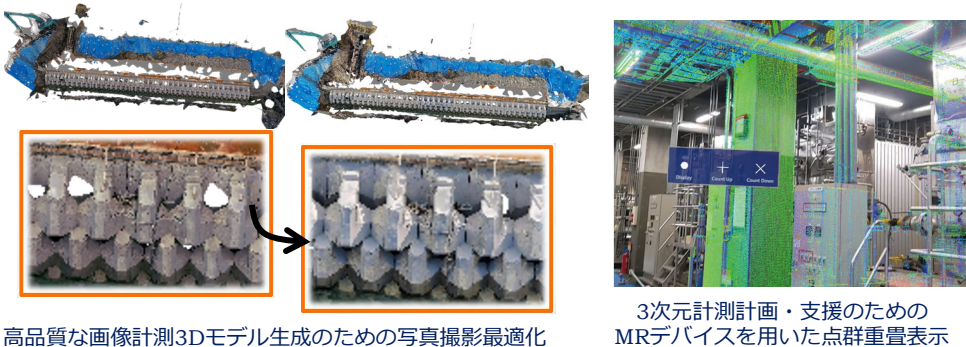 Display
Count Up
Count Down
高品質な画像計測3Dモデル生成のための写真撮影最適化
3次元計測計画・支援のための
MRデバイスを用いた点群重畳表示